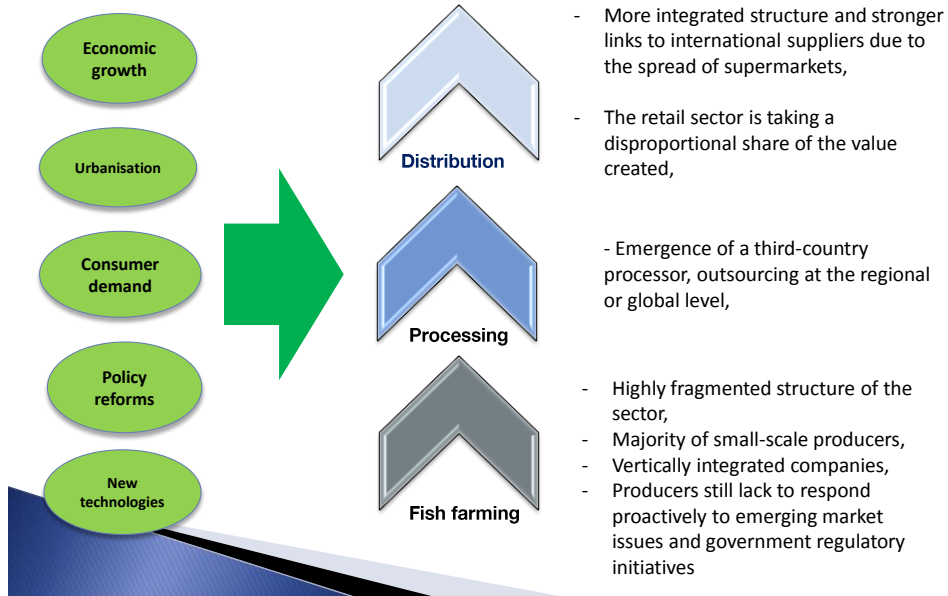 Economic
growth
Urbanisation
Consumer
demand
Policy
reforms
New
technologies
Distribution
Processing
Fish farming
- More integrated structure and stronger
links to international suppliers due to
the spread of supermarkets,
- The retail sector is taking a
disproportional share of the value
created,
- Emergence of a third-country
processor, outsourcing at the regional
or global level,
- Highly fragmented structure of the
sector,
- Majority of small-scale producers,
- Vertically integrated companies,
- Producers still lack to respond
proactively to emerging market
issues and government regulatory
initiatives